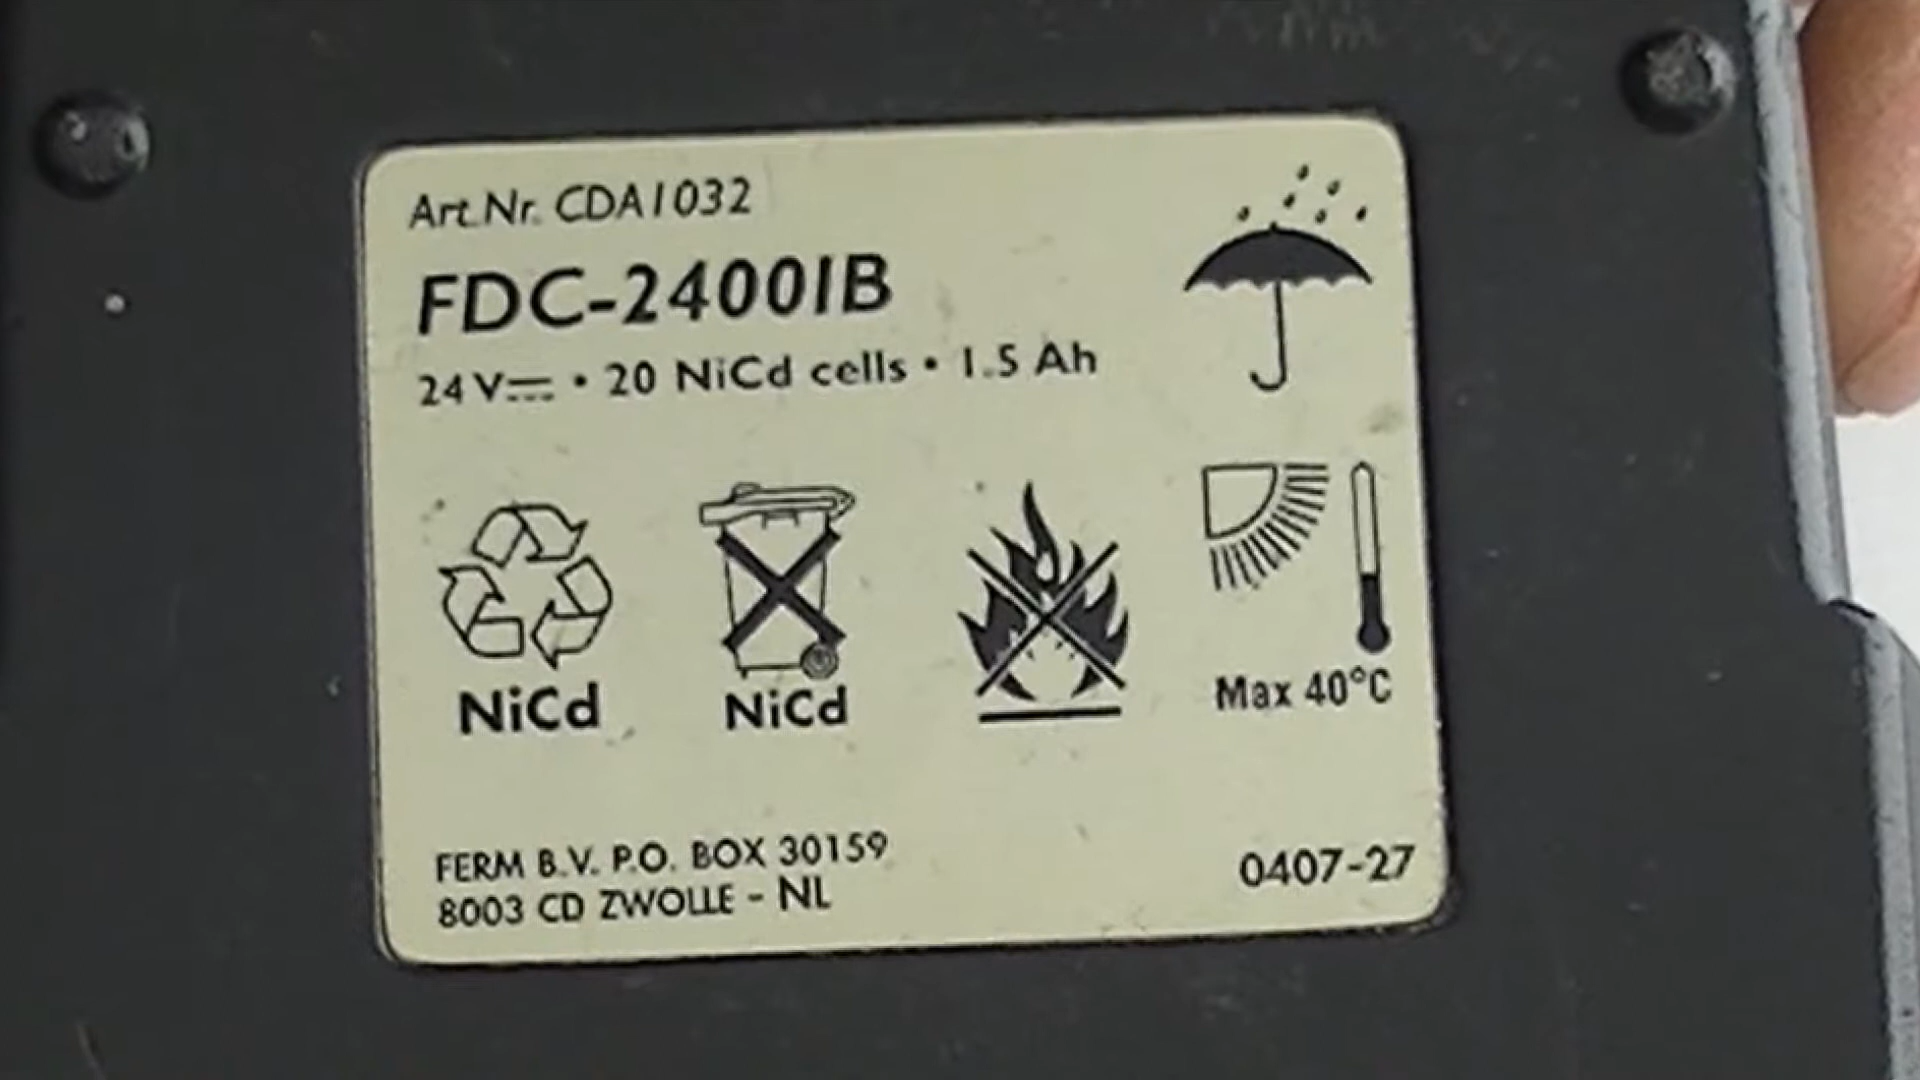 Art.Nr. CDA1032
FDC-2400IB
24 V⎓ • 20 NiCd cells • 1.5 Ah
NiCd
NiCd
Max 40°C
FERM B.V. P.O. BOX 30159
8003 CD ZWOLLE - NL
0407-27